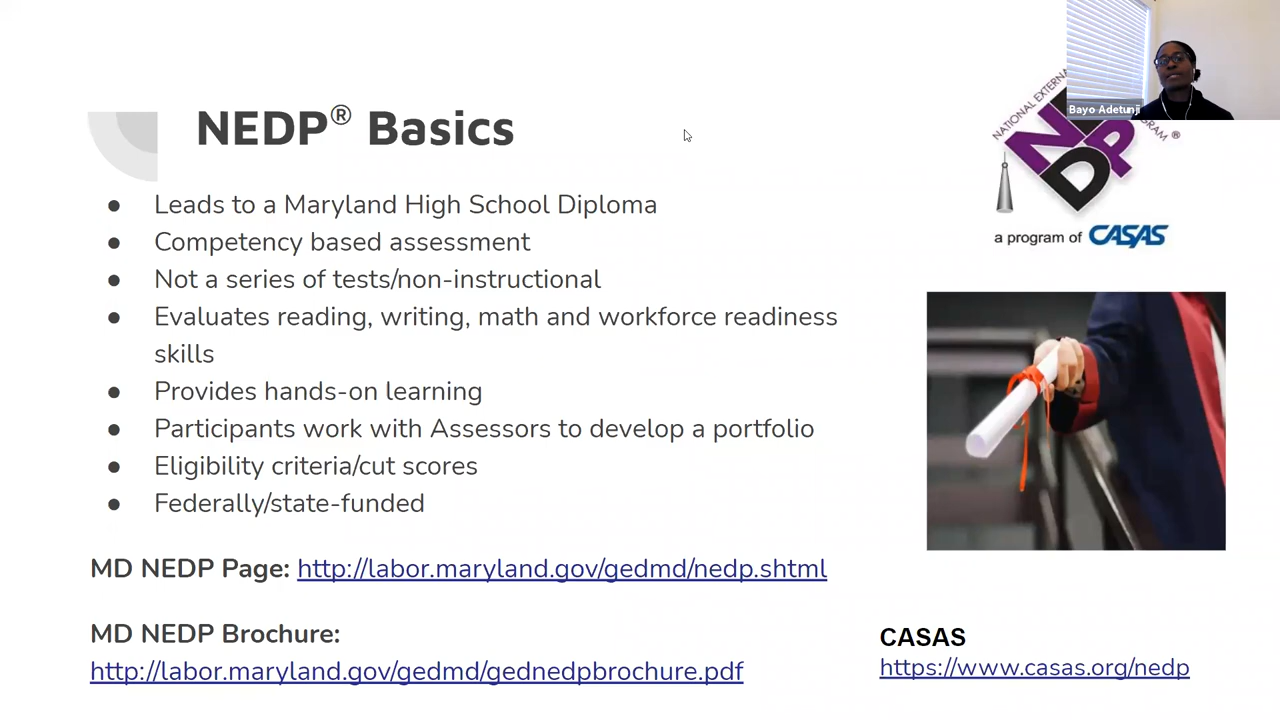 NEDP® Basics
● Leads to a Maryland High School Diploma
● Competency based assessment
● Not a series of tests/non-instructional
● Evaluates reading, writing, math and workforce readiness
skills
● Provides hands-on learning
● Participants work with Assessors to develop a portfolio
● Eligibility criteria/cut scores
● Federally/state-funded
MD NEDP Page: http://labor.maryland.gov/gedmd/nedp.shtml
MD NEDP Brochure:
http://labor.maryland.gov/gedmd/gednedpbrochure.pdf
Bayo Adetunji
NATIONAL
®
NDP
a program of CASAS
CASAS
https://www.casas.org/nedp